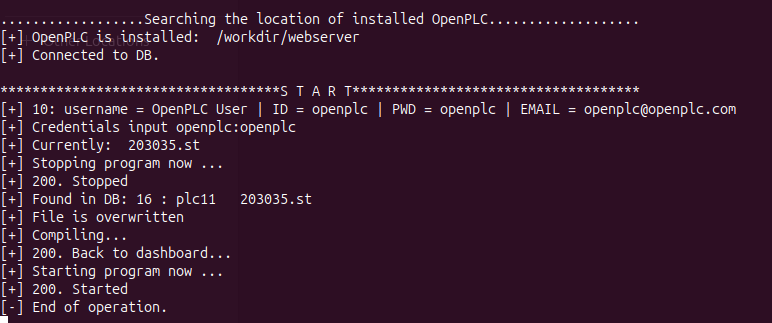 ..................Searching the location of installed OpenPLC...................
[+] OpenPLC is installed:  /workdir/webserver
+ Other Locations
[+] Connected to DB.
***********************************S T A R T************************************
[+] 10: username = OpenPLC User | ID = openplc | PWD = openplc | EMAIL = openplc@openplc.com
[+] Credentials input openplc:openplc
[+] Currently:  203035.st
[+] Stopping program now ...
[+] 200. Stopped
[+] Found in DB: 16 : plc11   203035.st
[+] File is overwritten
[+] Compiling...
[+] 200. Back to dashboard...
[+] Starting program now ...
[+] 200. Started
[-] End of operation.